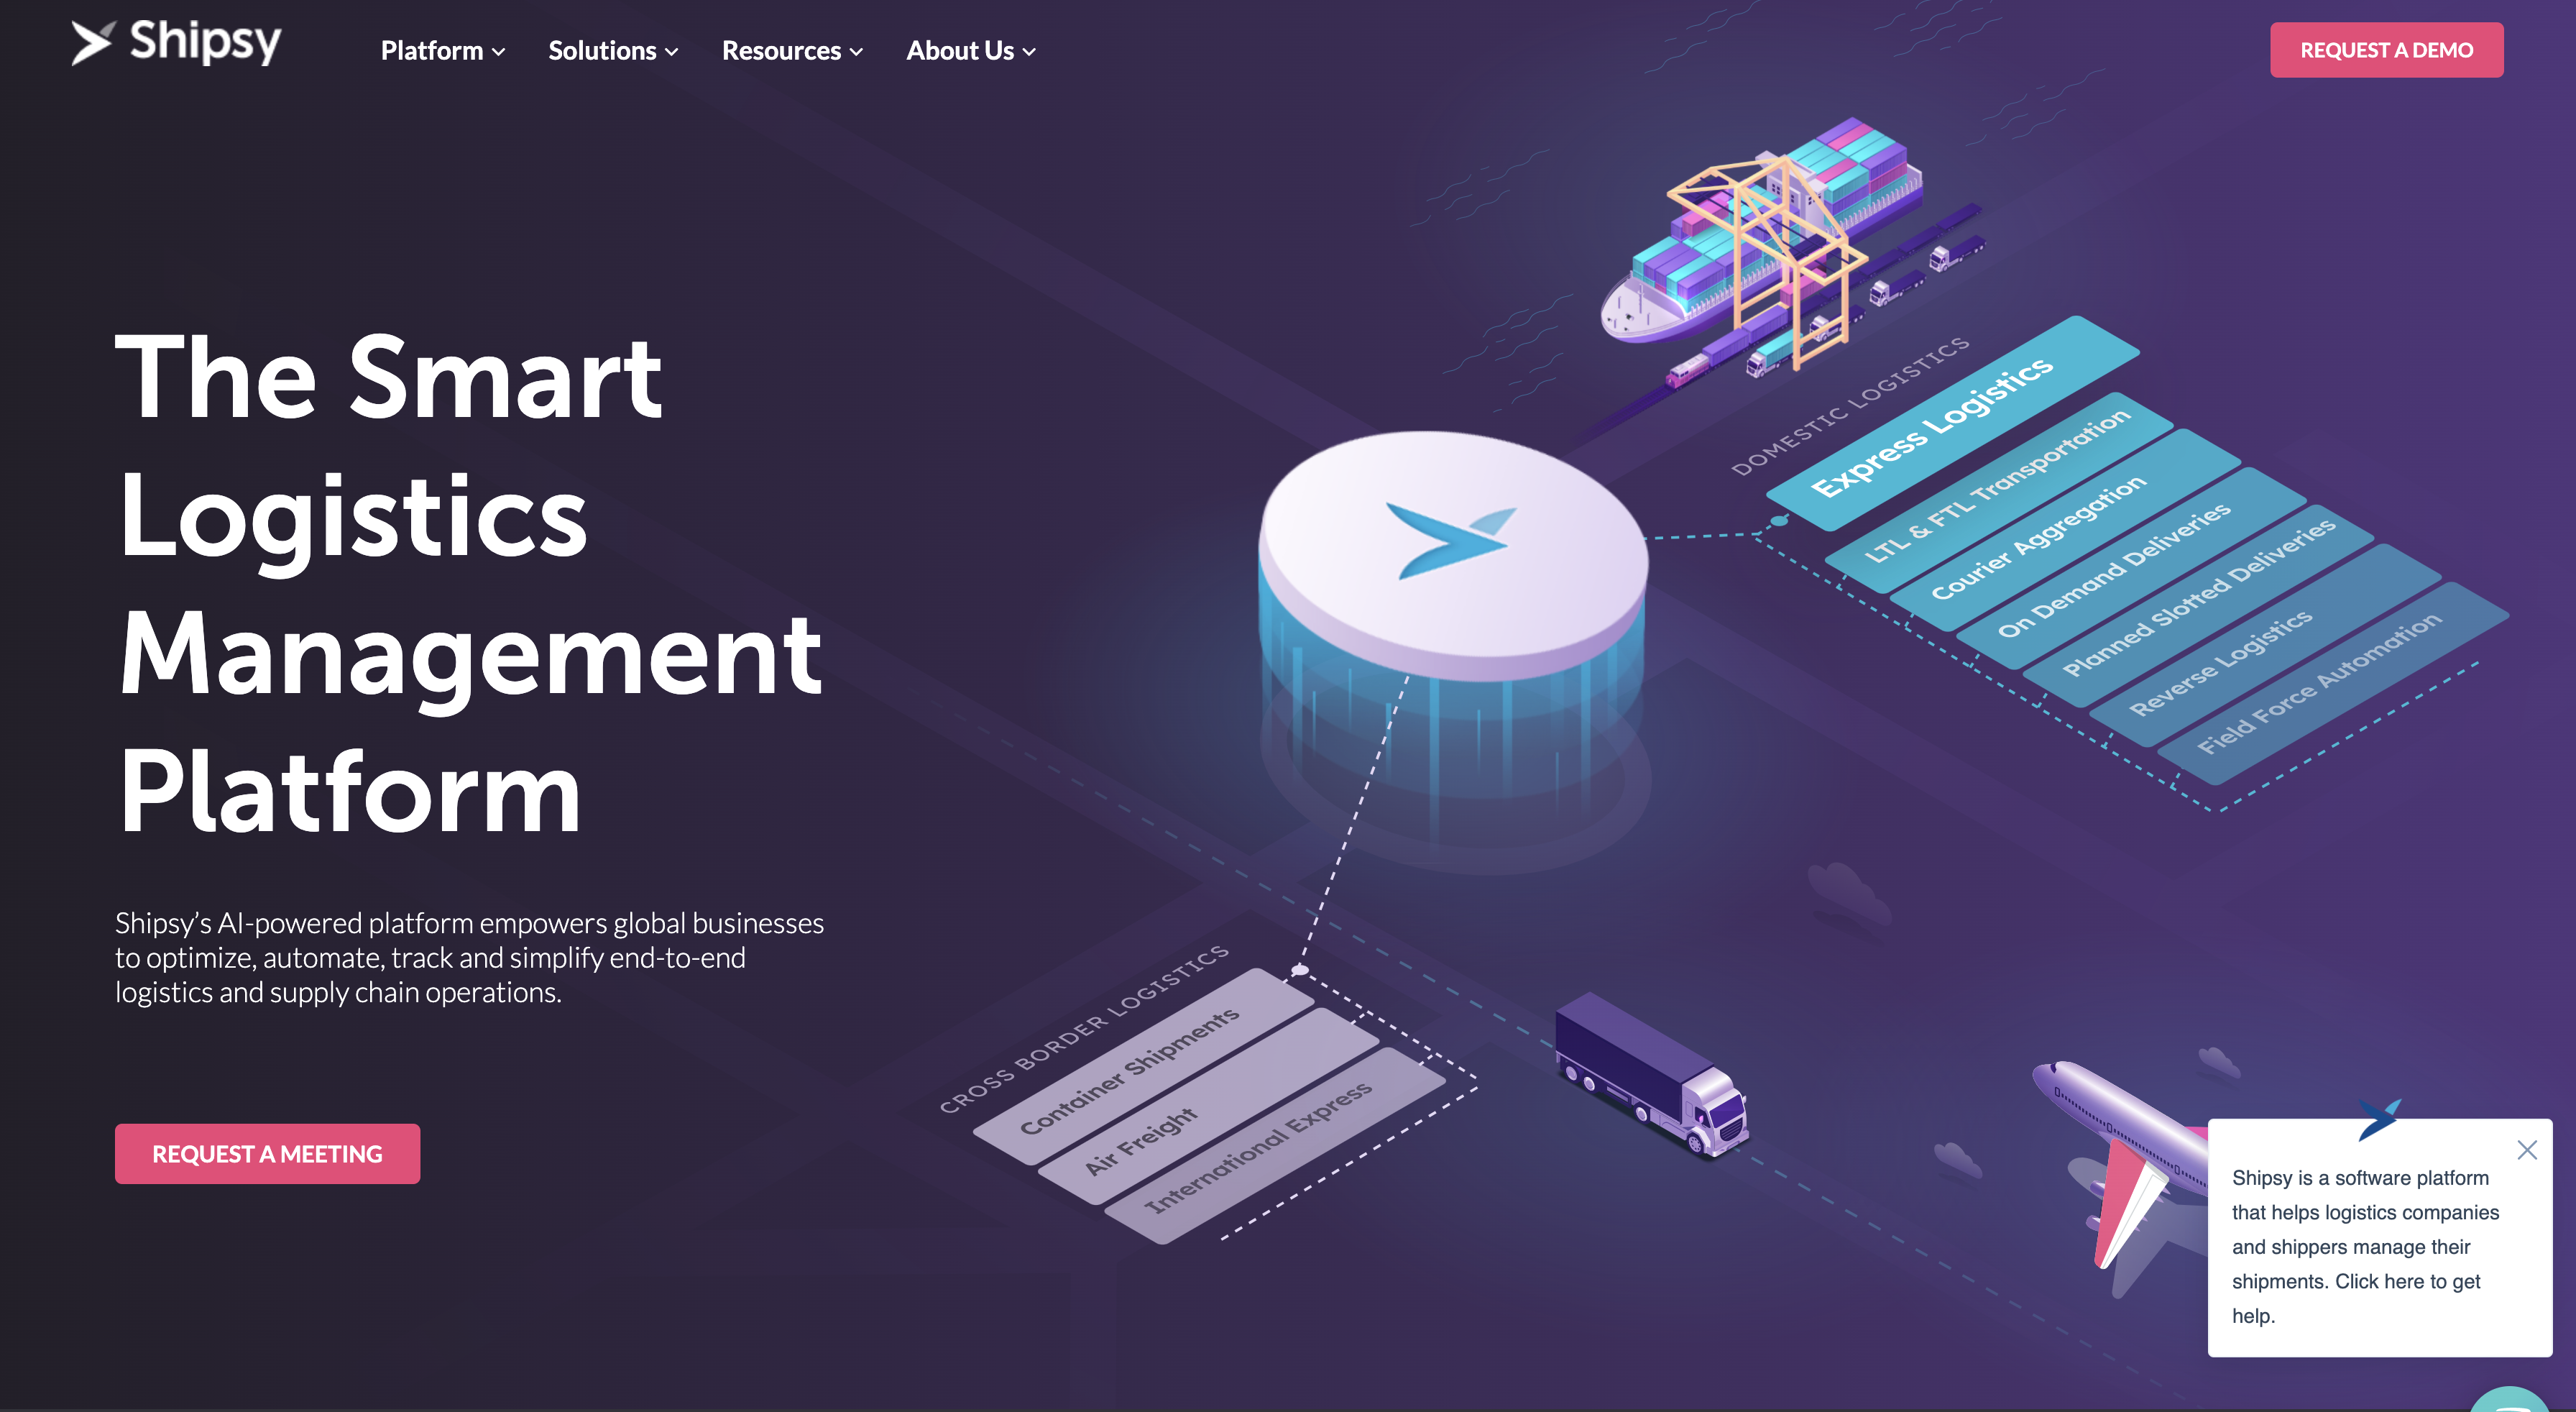 Shipsy
Platform
Solutions
Resources
About Us
REQUEST A DEMO
The Smart
Logistics
Management
Platform
Shipsy's AI-powered platform empowers global businesses
to optimize, automate, track and simplify end-to-end
logistics and supply chain operations.
REQUEST A MEETING
DOMESTIC LOGISTICS
Express Logistics
LTL & FTL Transportation
Courier Aggregation
On Demand Deliveries
Planned Slotted Deliveries
Reverse Logistics
Field Force Automation
CROSS BORDER LOGISTICS
Container Shipments
Air Freight
International Express
Shipsy is a software platform
that helps logistics companies
and shippers manage their
shipments. Click here to get
help.